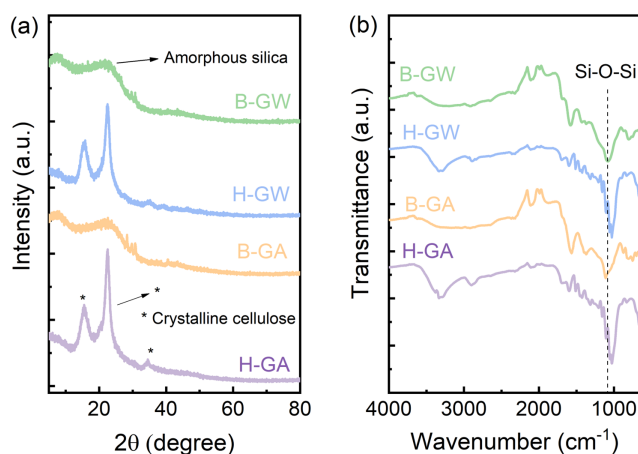 (a)
Amorphous silica
B-GW
H-GW
B-GA
*
*
* Crystalline cellulose
*
H-GA
Intensity (a.u.)
20 40 60 80
2θ (degree)
(b)
Si-O-Si
B-GW
H-GW
B-GA
H-GA
Transmittance (a.u.)
4000 3000 2000 1000
Wavenumber (cm⁻¹)